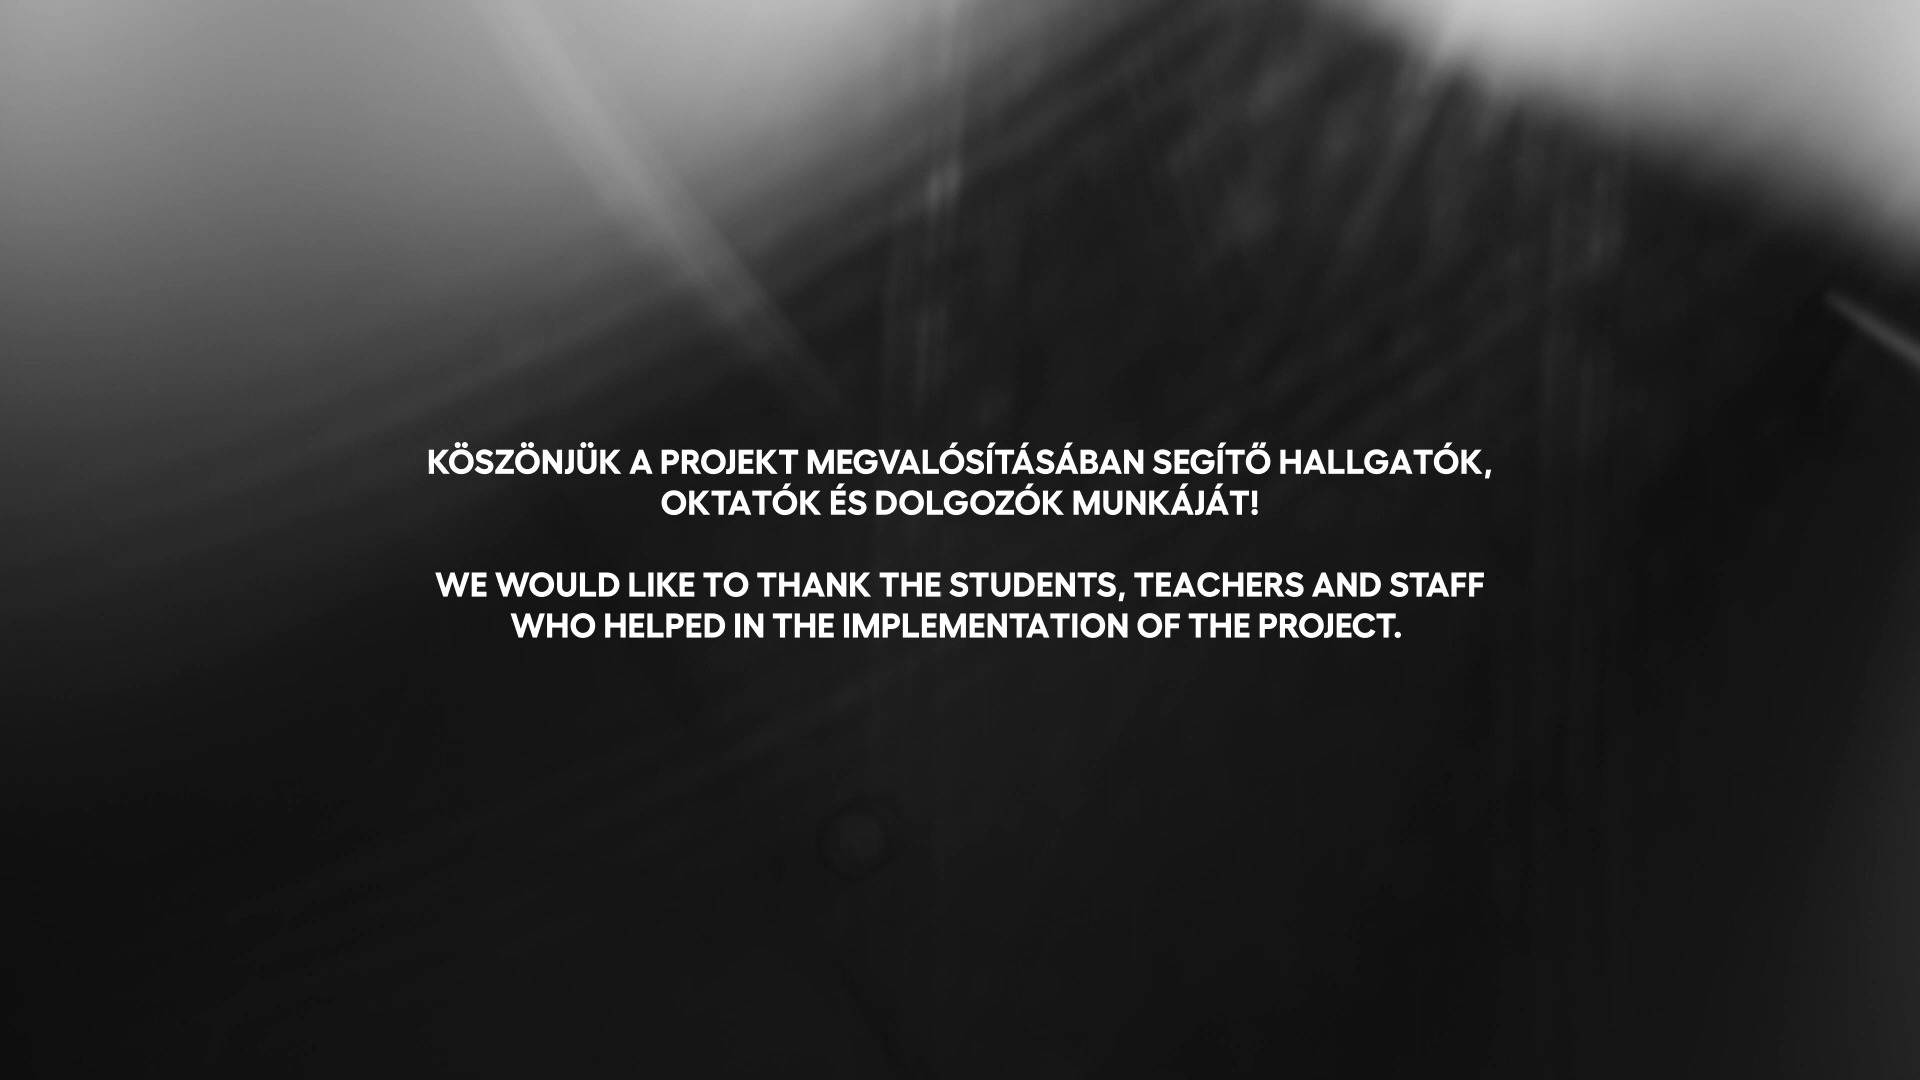 KÖSZÖNJÜK A PROJEKT MEGVALÓSÍTÁSÁBAN SEGÍTŐ HALLGATÓK,
OKTATÓK ÉS DOLGOZÓK MUNKÁJÁT!
WE WOULD LIKE TO THANK THE STUDENTS, TEACHERS AND STAFF
WHO HELPED IN THE IMPLEMENTATION OF THE PROJECT.